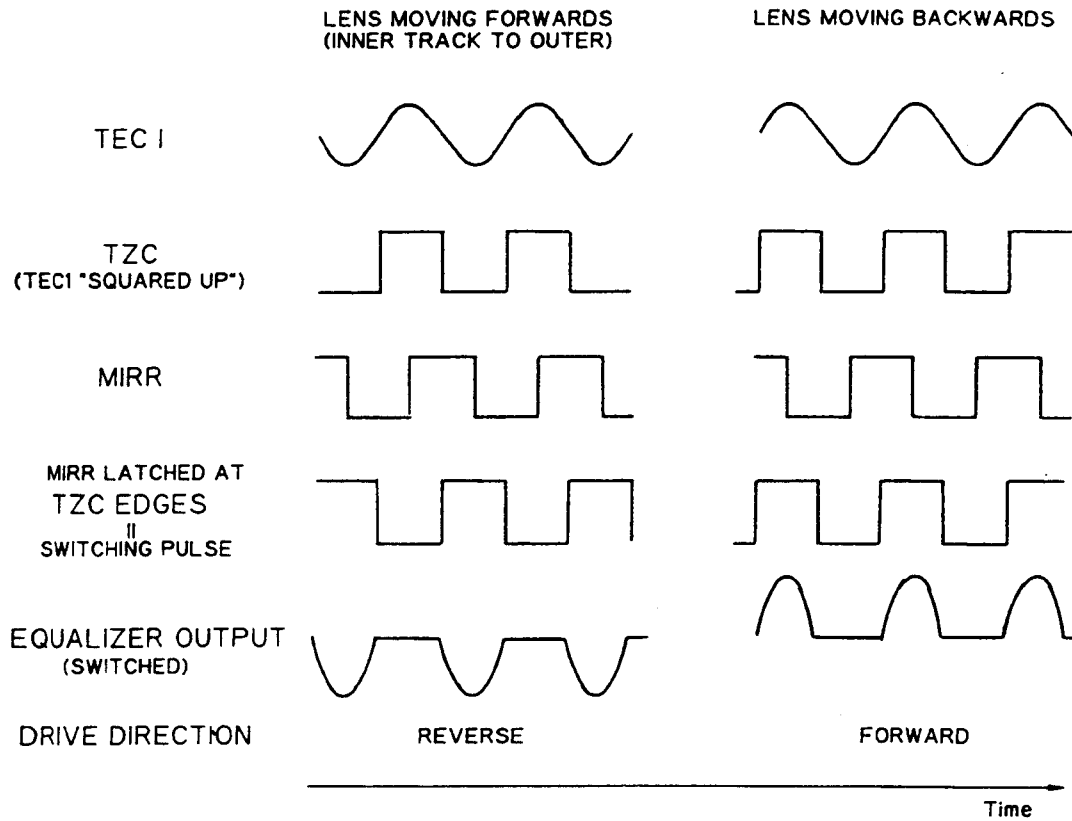 LENS MOVING FORWARDS
(INNER TRACK TO OUTER)
LENS MOVING BACKWARDS
TEC I
TZC
(TEC1 "SQUARED UP")
MIRR
MIRR LATCHED AT
TZC EDGES
=
SWITCHING PULSE
EQUALIZER OUTPUT
(SWITCHED)
DRIVE DIRECTION
REVERSE
FORWARD
Time